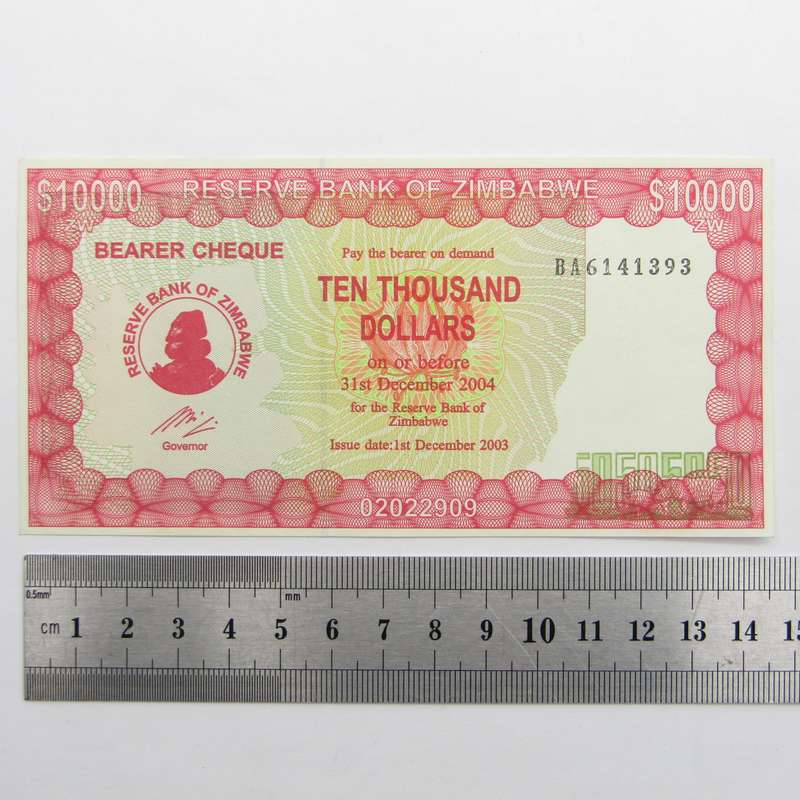 $10000 RESERVE BANK OF ZIMBABWE $10000
ZW ZW
BEARER CHEQUE
Pay the bearer on demand
BA6141393
TEN THOUSAND
DOLLARS
RESERVE BANK OF ZIMBABWE
on or before
31st December 2004
for the Reserve Bank of
Zimbabwe
Governor
Issue date:1st December 2003
02022909
0.5mm mm
cm 1 2 3 4 5 6 7 8 9 10 11 12 13 14 15